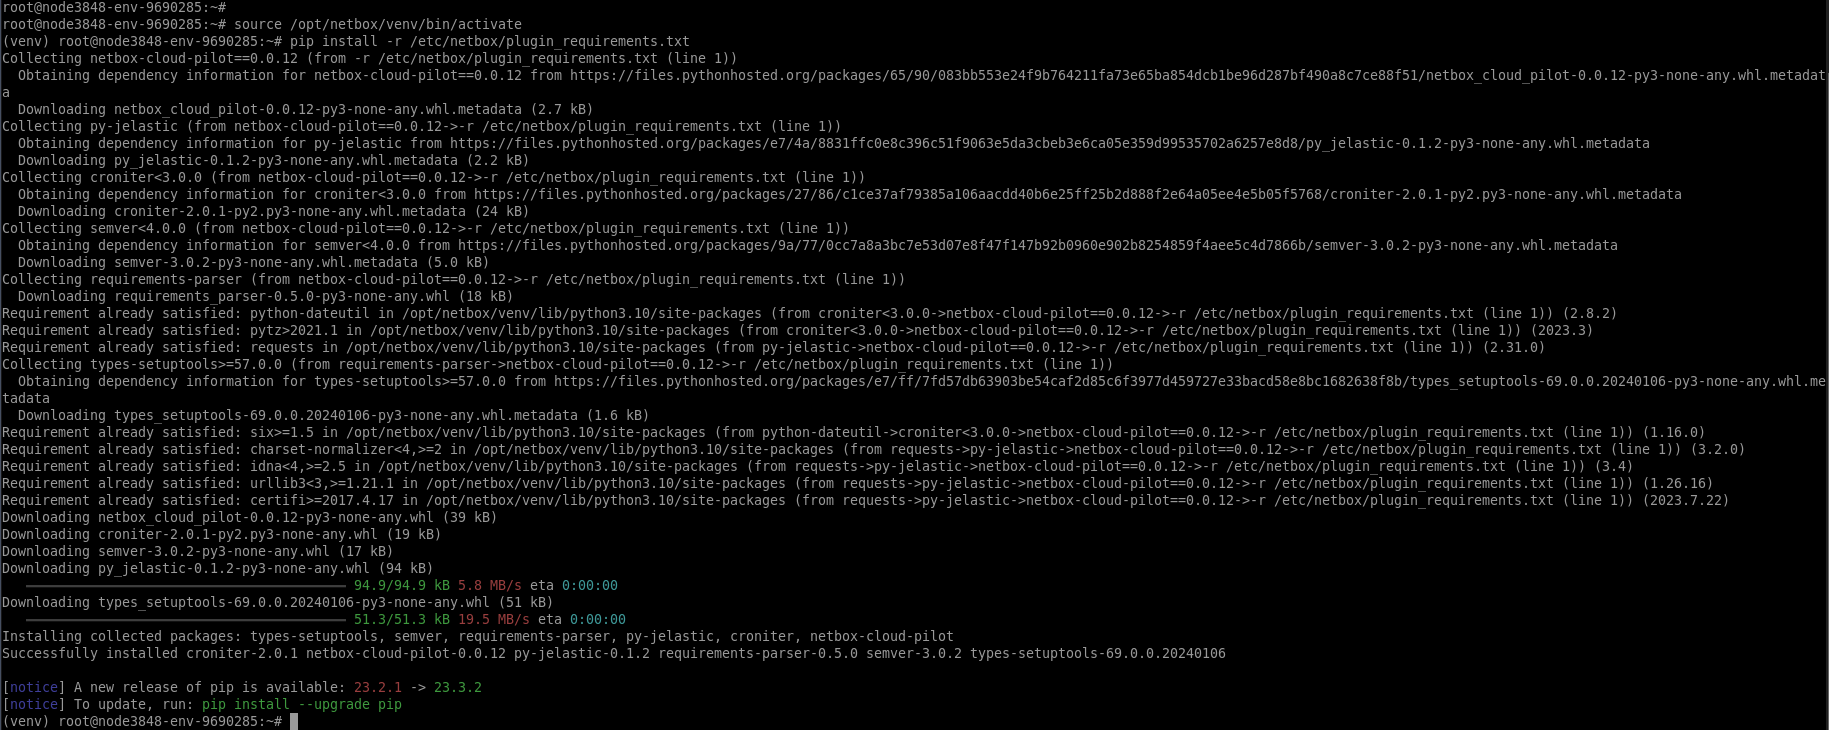 root@node3848-env-9690285:~#
root@node3848-env-9690285:~# source /opt/netbox/venv/bin/activate
(venv) root@node3848-env-9690285:~# pip install -r /etc/netbox/plugin_requirements.txt
Collecting netbox-cloud-pilot==0.0.12 (from -r /etc/netbox/plugin_requirements.txt (line 1))
  Obtaining dependency information for netbox-cloud-pilot==0.0.12 from https://files.pythonhosted.org/packages/65/90/083bb553e24f9b764211fa73e65ba854dcb1be96d287bf490a8c7ce88f51/netbox_cloud_pilot-0.0.12-py3-none-any.whl.metadat
a
  Downloading netbox_cloud_pilot-0.0.12-py3-none-any.whl.metadata (2.7 kB)
Collecting py-jelastic (from netbox-cloud-pilot==0.0.12->-r /etc/netbox/plugin_requirements.txt (line 1))
  Obtaining dependency information for py-jelastic from https://files.pythonhosted.org/packages/e7/4a/8831ffc0e8c396c51f9063e5da3cbeb3e6ca05e359d99535702a6257e8d8/py_jelastic-0.1.2-py3-none-any.whl.metadata
  Downloading py_jelastic-0.1.2-py3-none-any.whl.metadata (2.2 kB)
Collecting croniter<3.0.0 (from netbox-cloud-pilot==0.0.12->-r /etc/netbox/plugin_requirements.txt (line 1))
  Obtaining dependency information for croniter<3.0.0 from https://files.pythonhosted.org/packages/27/86/c1ce37af79385a106aacdd40b6e25ff25b2d888f2e64a05ee4e5b05f5768/croniter-2.0.1-py2.py3-none-any.whl.metadata
  Downloading croniter-2.0.1-py2.py3-none-any.whl.metadata (24 kB)
Collecting semver<4.0.0 (from netbox-cloud-pilot==0.0.12->-r /etc/netbox/plugin_requirements.txt (line 1))
  Obtaining dependency information for semver<4.0.0 from https://files.pythonhosted.org/packages/9a/77/0cc7a8a3bc7e53d07e8f47f147b92b0960e902b8254859f4aee5c4d7866b/semver-3.0.2-py3-none-any.whl.metadata
  Downloading semver-3.0.2-py3-none-any.whl.metadata (5.0 kB)
Collecting requirements-parser (from netbox-cloud-pilot==0.0.12->-r /etc/netbox/plugin_requirements.txt (line 1))
  Downloading requirements_parser-0.5.0-py3-none-any.whl (18 kB)
Requirement already satisfied: python-dateutil in /opt/netbox/venv/lib/python3.10/site-packages (from croniter<3.0.0->netbox-cloud-pilot==0.0.12->-r /etc/netbox/plugin_requirements.txt (line 1)) (2.8.2)
Requirement already satisfied: pytz>2021.1 in /opt/netbox/venv/lib/python3.10/site-packages (from croniter<3.0.0->netbox-cloud-pilot==0.0.12->-r /etc/netbox/plugin_requirements.txt (line 1)) (2023.3)
Requirement already satisfied: requests in /opt/netbox/venv/lib/python3.10/site-packages (from py-jelastic->netbox-cloud-pilot==0.0.12->-r /etc/netbox/plugin_requirements.txt (line 1)) (2.31.0)
Collecting types-setuptools>=57.0.0 (from requirements-parser->netbox-cloud-pilot==0.0.12->-r /etc/netbox/plugin_requirements.txt (line 1))
  Obtaining dependency information for types-setuptools>=57.0.0 from https://files.pythonhosted.org/packages/e7/ff/7fd57db63903be54caf2d85c6f3977d459727e33bacd58e8bc1682638f8b/types_setuptools-69.0.0.20240106-py3-none-any.whl.me
tadata
  Downloading types_setuptools-69.0.0.20240106-py3-none-any.whl.metadata (1.6 kB)
Requirement already satisfied: six>=1.5 in /opt/netbox/venv/lib/python3.10/site-packages (from python-dateutil->croniter<3.0.0->netbox-cloud-pilot==0.0.12->-r /etc/netbox/plugin_requirements.txt (line 1)) (1.16.0)
Requirement already satisfied: charset-normalizer<4,>=2 in /opt/netbox/venv/lib/python3.10/site-packages (from requests->py-jelastic->netbox-cloud-pilot==0.0.12->-r /etc/netbox/plugin_requirements.txt (line 1)) (3.2.0)
Requirement already satisfied: idna<4,>=2.5 in /opt/netbox/venv/lib/python3.10/site-packages (from requests->py-jelastic->netbox-cloud-pilot==0.0.12->-r /etc/netbox/plugin_requirements.txt (line 1)) (3.4)
Requirement already satisfied: urllib3<3,>=1.21.1 in /opt/netbox/venv/lib/python3.10/site-packages (from requests->py-jelastic->netbox-cloud-pilot==0.0.12->-r /etc/netbox/plugin_requirements.txt (line 1)) (1.26.16)
Requirement already satisfied: certifi>=2017.4.17 in /opt/netbox/venv/lib/python3.10/site-packages (from requests->py-jelastic->netbox-cloud-pilot==0.0.12->-r /etc/netbox/plugin_requirements.txt (line 1)) (2023.7.22)
Downloading netbox_cloud_pilot-0.0.12-py3-none-any.whl (39 kB)
Downloading croniter-2.0.1-py2.py3-none-any.whl (19 kB)
Downloading semver-3.0.2-py3-none-any.whl (17 kB)
Downloading py_jelastic-0.1.2-py3-none-any.whl (94 kB)
94.9/94.9 kB 5.8 MB/s eta 0:00:00
Downloading types_setuptools-69.0.0.20240106-py3-none-any.whl (51 kB)
51.3/51.3 kB 19.5 MB/s eta 0:00:00
Installing collected packages: types-setuptools, semver, requirements-parser, py-jelastic, croniter, netbox-cloud-pilot
Successfully installed croniter-2.0.1 netbox-cloud-pilot-0.0.12 py-jelastic-0.1.2 requirements-parser-0.5.0 semver-3.0.2 types-setuptools-69.0.0.20240106
[notice] A new release of pip is available: 23.2.1 -> 23.3.2
[notice] To update, run: pip install --upgrade pip
(venv) root@node3848-env-9690285:~#